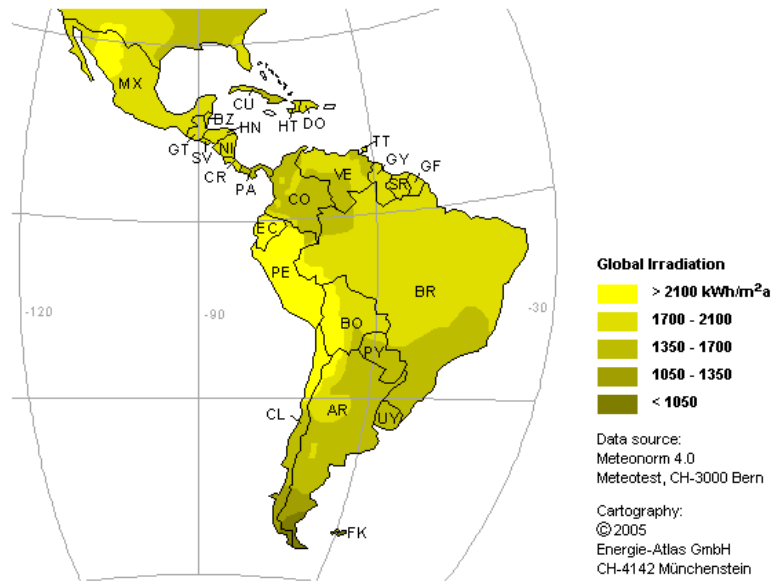 MX
CU
BZ
HT
DO
HN
GT
SV
NI
CR
PA
TT
GY
GF
VE
SR
CO
EC
PE
BR
BO
PY
AR
CL
UY
FK
-120
-90
-30
Global Irradiation
> 2100 kWh/m²a
1700 - 2100
1350 - 1700
1050 - 1350
< 1050
Data source:
Meteonorm 4.0
Meteotest, CH-3000 Bern
Cartography:
© 2005
Energie-Atlas GmbH
CH-4142 Münchenstein